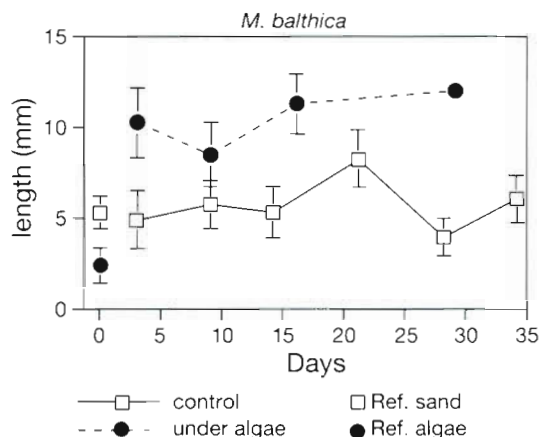 M. balthica
15
10
5
0
length (mm)
0 5 10 15 20 25 30 35
Days
control Ref. sand
under algae Ref. algae